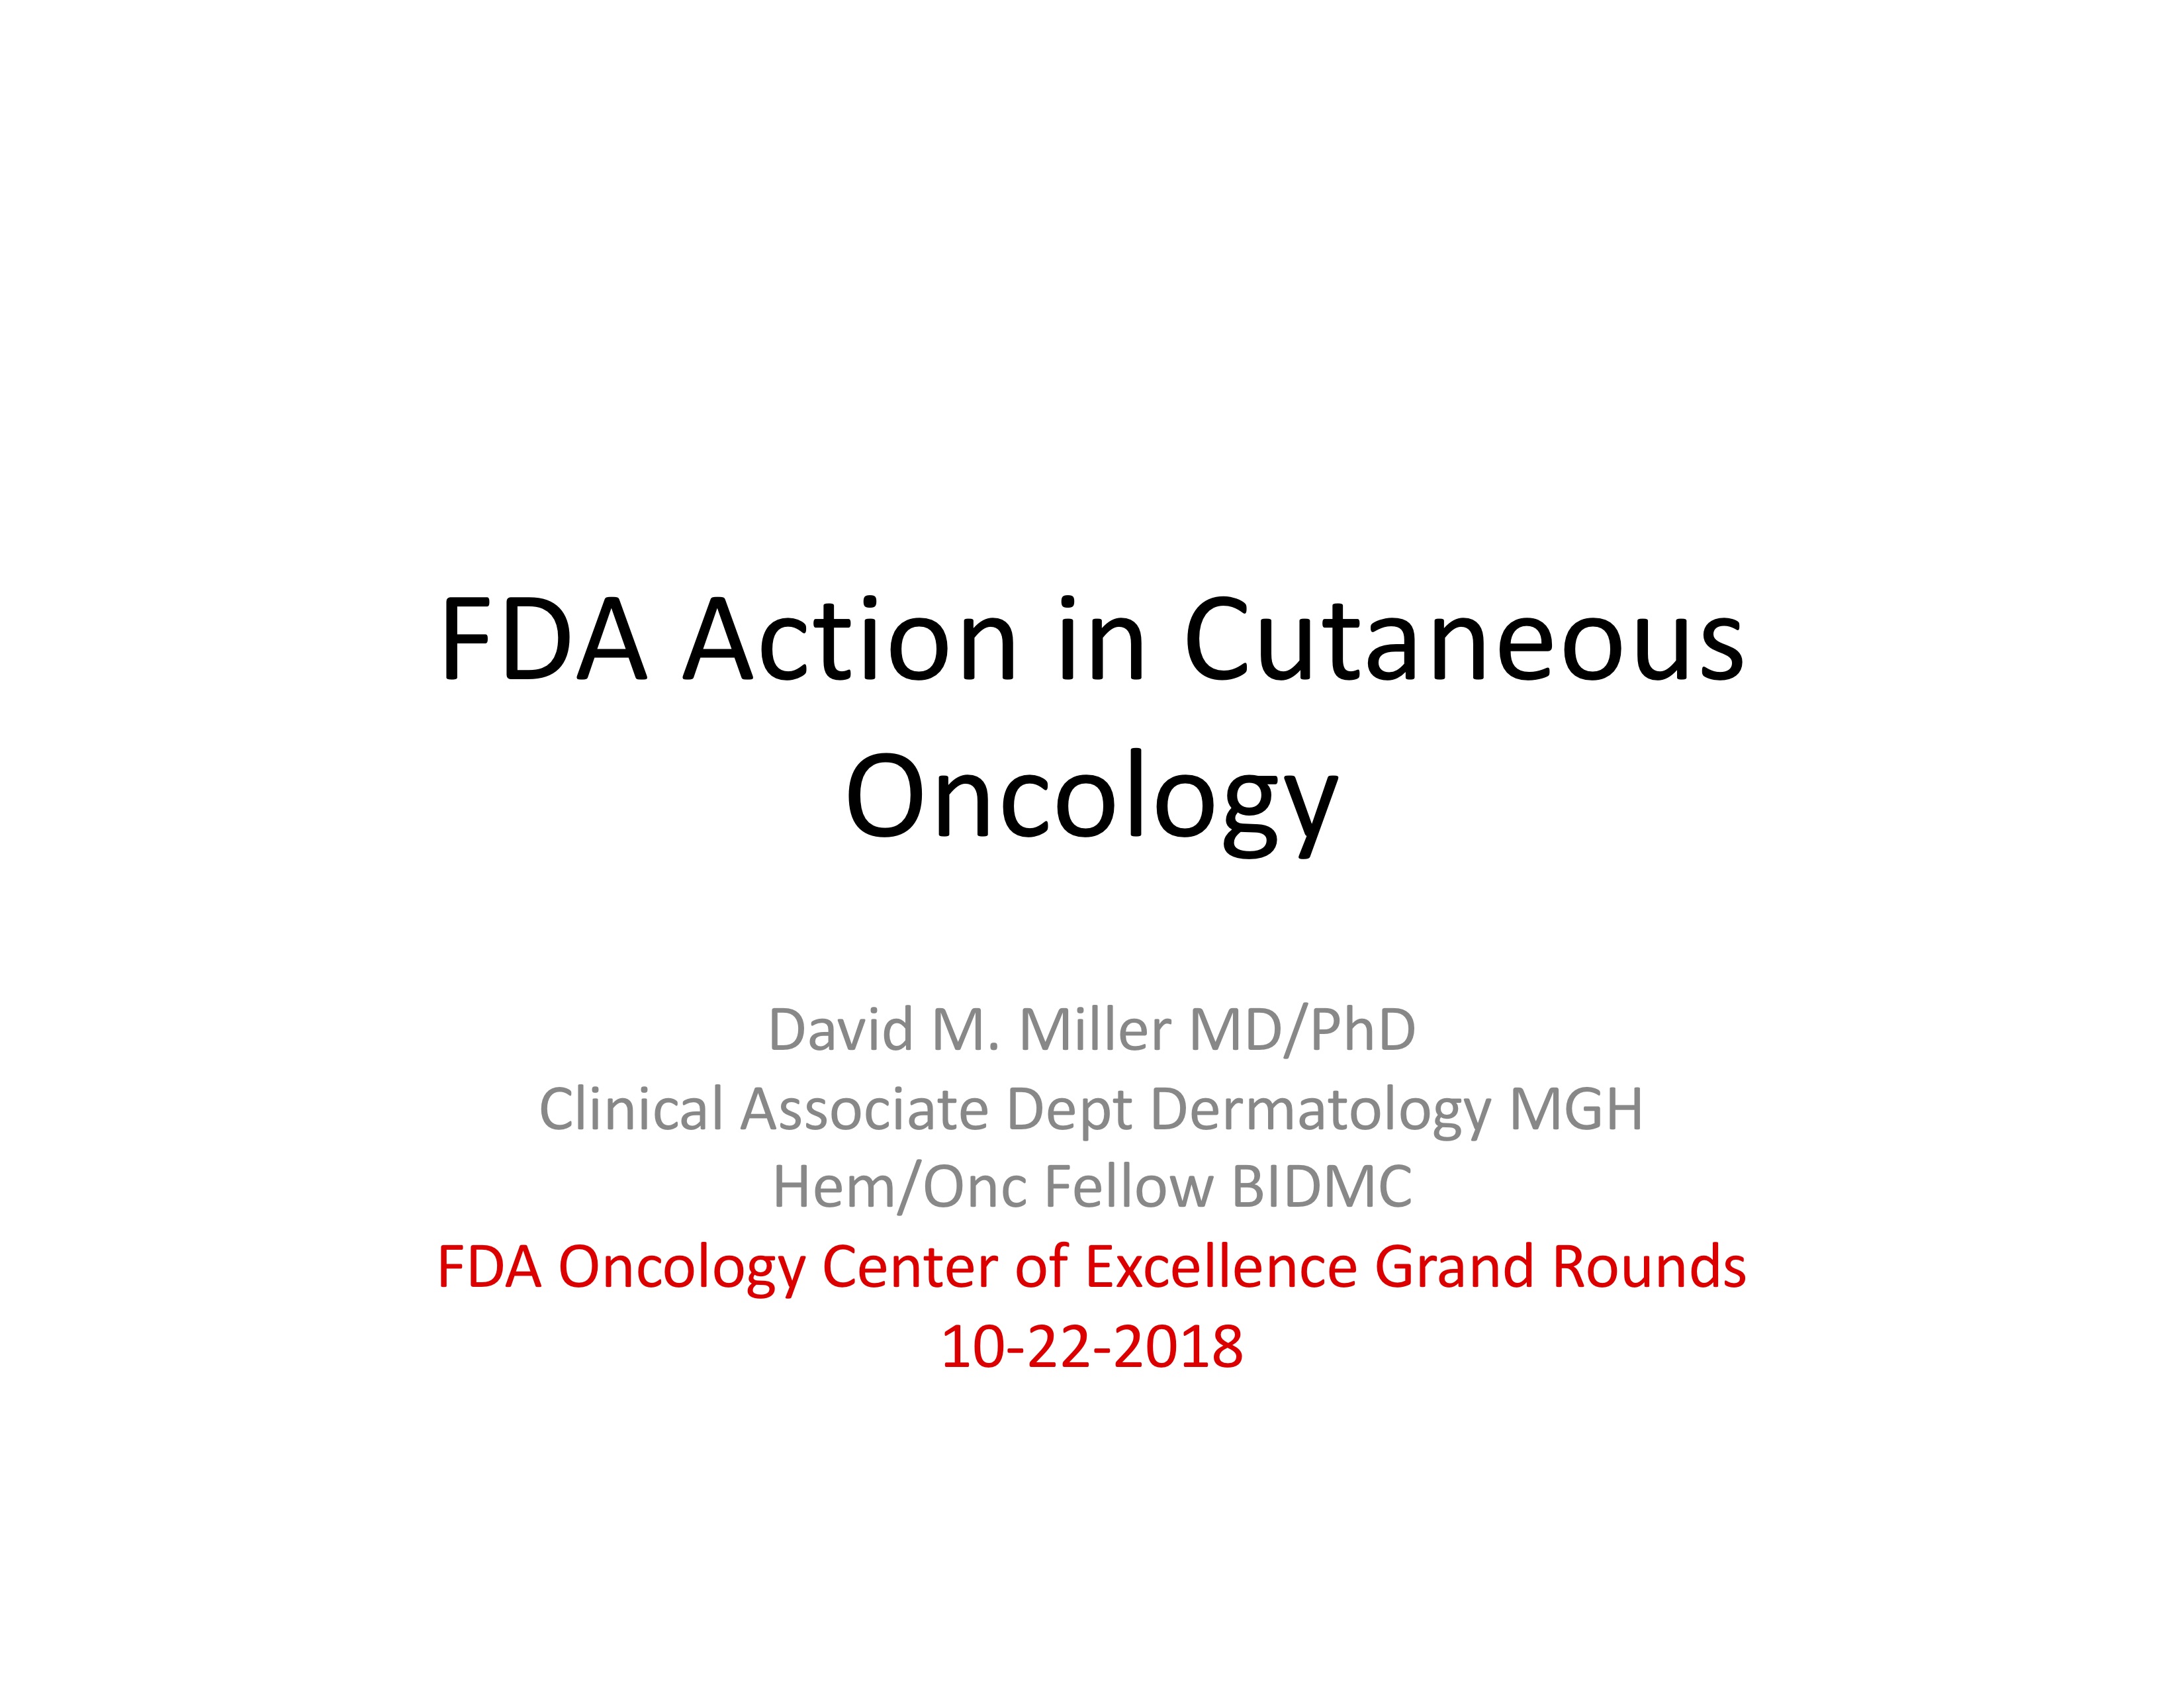 FDA Action in Cutaneous
Oncology
David M. Miller MD/PhD
Clinical Associate Dept Dermatology MGH
Hem/Onc Fellow BIDMC
FDA Oncology Center of Excellence Grand Rounds
10-22-2018